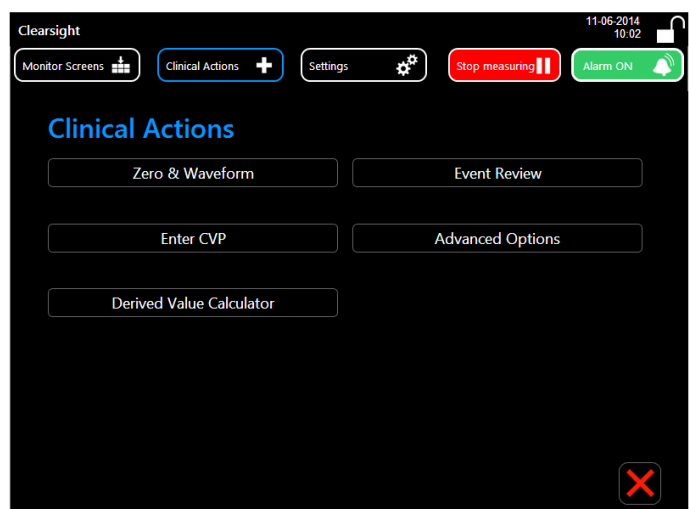 Clearsight
11-06-2014
10:02
Monitor Screens
Clinical Actions
Settings
Stop measuring
Alarm ON
Clinical Actions
Zero & Waveform
Event Review
Enter CVP
Advanced Options
Derived Value Calculator